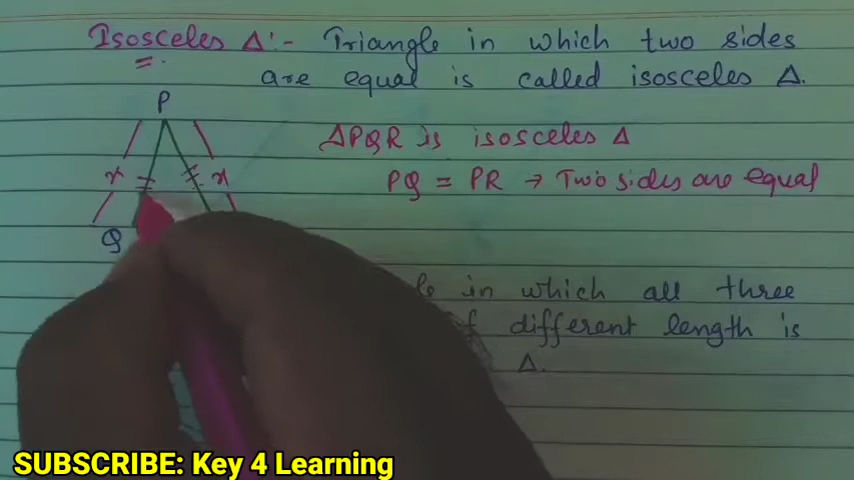 Isosceles Δ :- Triangle in which two sides
are equal is called isosceles Δ.
P
ΔPQR is isosceles Δ
x x
PQ = PR → Two sides are equal
Q
in which all three
different length is
Δ.
SUBSCRIBE: Key 4 Learning